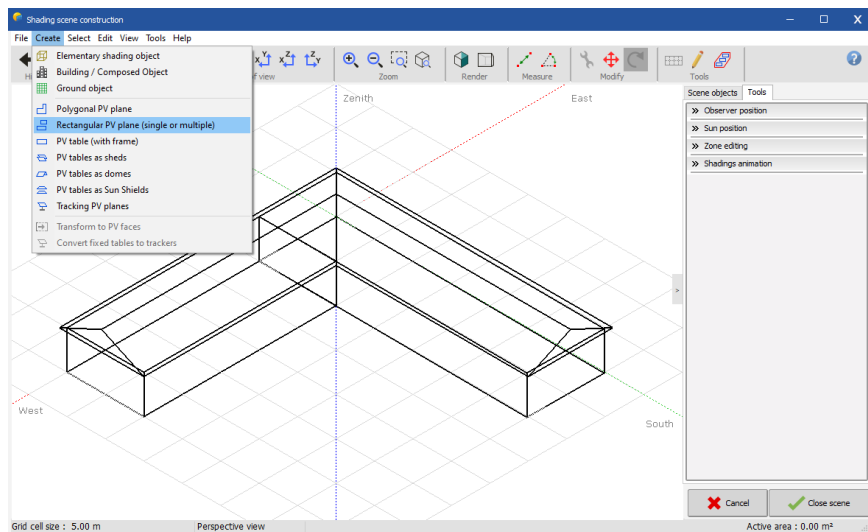 Shading scene construction
File Create Select Edit View Tools Help
Elementary shading object
Building / Composed Object
Ground object
Polygonal PV plane
Rectangular PV plane (single or multiple)
PV table (with frame)
PV tables as sheds
PV tables as domes
PV tables as Sun Shields
Tracking PV planes
Transform to PV faces
Convert fixed tables to trackers
of view
Zoom
Render
Measure
Modify
Tools
Zenith
East
West
South
Scene objects Tools
Observer position
Sun position
Zone editing
Shadings animation
Cancel
Close scene
Grid cell size : 5.00 m
Perspective view
Active area : 0.00 m²